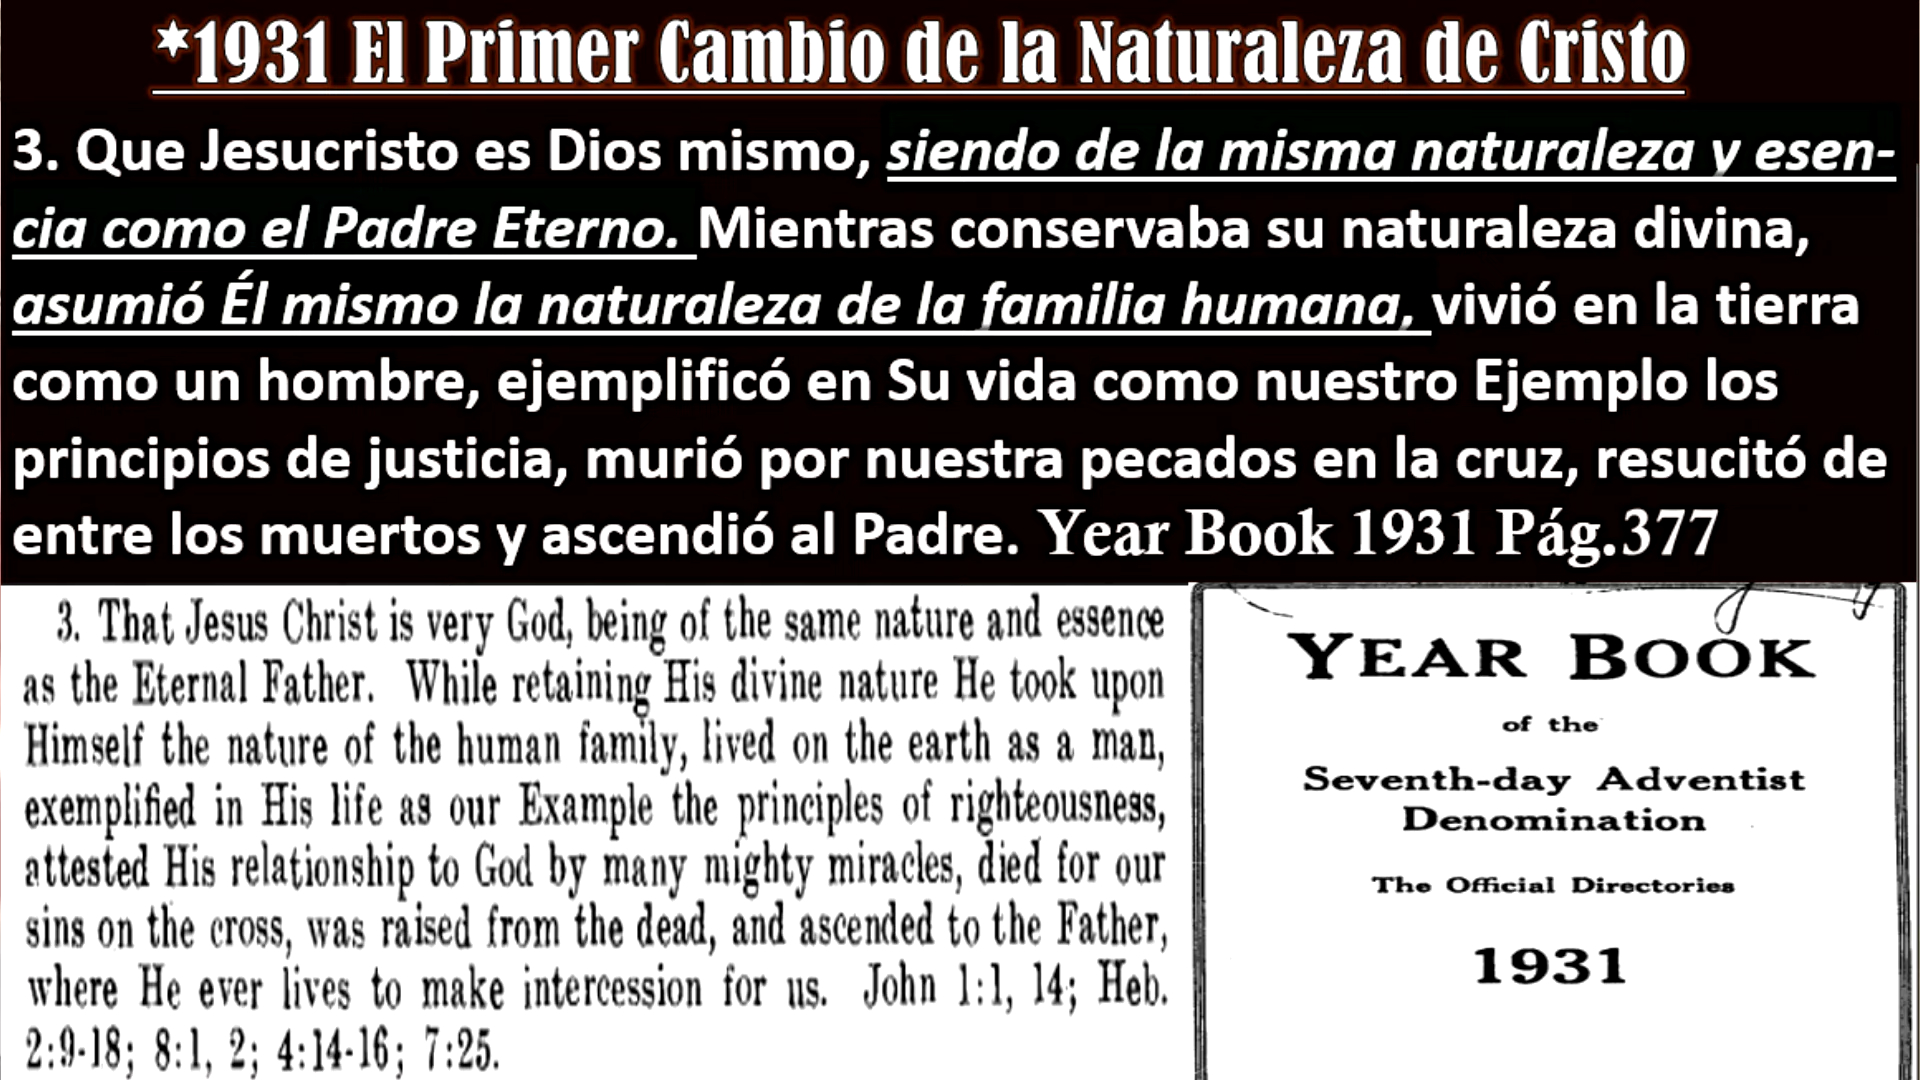 *1931 El Primer Cambio de la Naturaleza de Cristo
3. Que Jesucristo es Dios mismo, siendo de la misma naturaleza y esen-
cia como el Padre Eterno. Mientras conservaba su naturaleza divina,
asumió Él mismo la naturaleza de la familia humana, vivió en la tierra
como un hombre, ejemplificó en Su vida como nuestro Ejemplo los
principios de justicia, murió por nuestra pecados en la cruz, resucitó de
entre los muertos y ascendió al Padre. Year Book 1931 Pág.377
3. That Jesus Christ is very God, being of the same nature and essence
as the Eternal Father. While retaining His divine nature He took upon
Himself the nature of the human family, lived on the earth as a man,
exemplified in His life as our Example the principles of righteousness,
attested His relationship to God by many mighty miracles, died for our
sins on the cross, was raised from the dead, and ascended to the Father,
where He ever lives to make intercession for us. John 1:1, 14; Heb.
2:9-18; 8:1, 2; 4:14-16; 7:25.
YEAR BOOK
of the
Seventh-day Adventist
Denomination
The Official Directories
1931